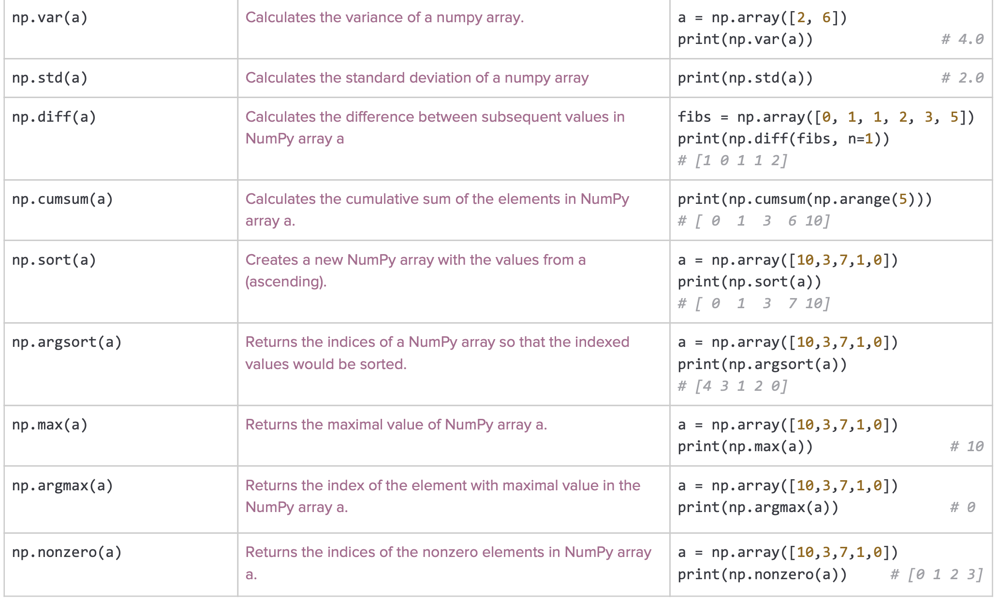 np.var(a)
Calculates the variance of a numpy array.
a = np.array([2, 6])
print(np.var(a)) # 4.0
np.std(a)
Calculates the standard deviation of a numpy array
print(np.std(a)) # 2.0
np.diff(a)
Calculates the difference between subsequent values in
NumPy array a
fibs = np.array([0, 1, 1, 2, 3, 5])
print(np.diff(fibs, n=1))
# [1 0 1 1 2]
np.cumsum(a)
Calculates the cumulative sum of the elements in NumPy
array a.
print(np.cumsum(np.arange(5)))
# [ 0  1  3  6 10]
np.sort(a)
Creates a new NumPy array with the values from a
(ascending).
a = np.array([10,3,7,1,0])
print(np.sort(a))
# [ 0  1  3  7 10]
np.argsort(a)
Returns the indices of a NumPy array so that the indexed
values would be sorted.
a = np.array([10,3,7,1,0])
print(np.argsort(a))
# [4 3 1 2 0]
np.max(a)
Returns the maximal value of NumPy array a.
a = np.array([10,3,7,1,0])
print(np.max(a)) # 10
np.argmax(a)
Returns the index of the element with maximal value in the
NumPy array a.
a = np.array([10,3,7,1,0])
print(np.argmax(a)) # 0
np.nonzero(a)
Returns the indices of the nonzero elements in NumPy array
a.
a = np.array([10,3,7,1,0])
print(np.nonzero(a)) # [0 1 2 3]